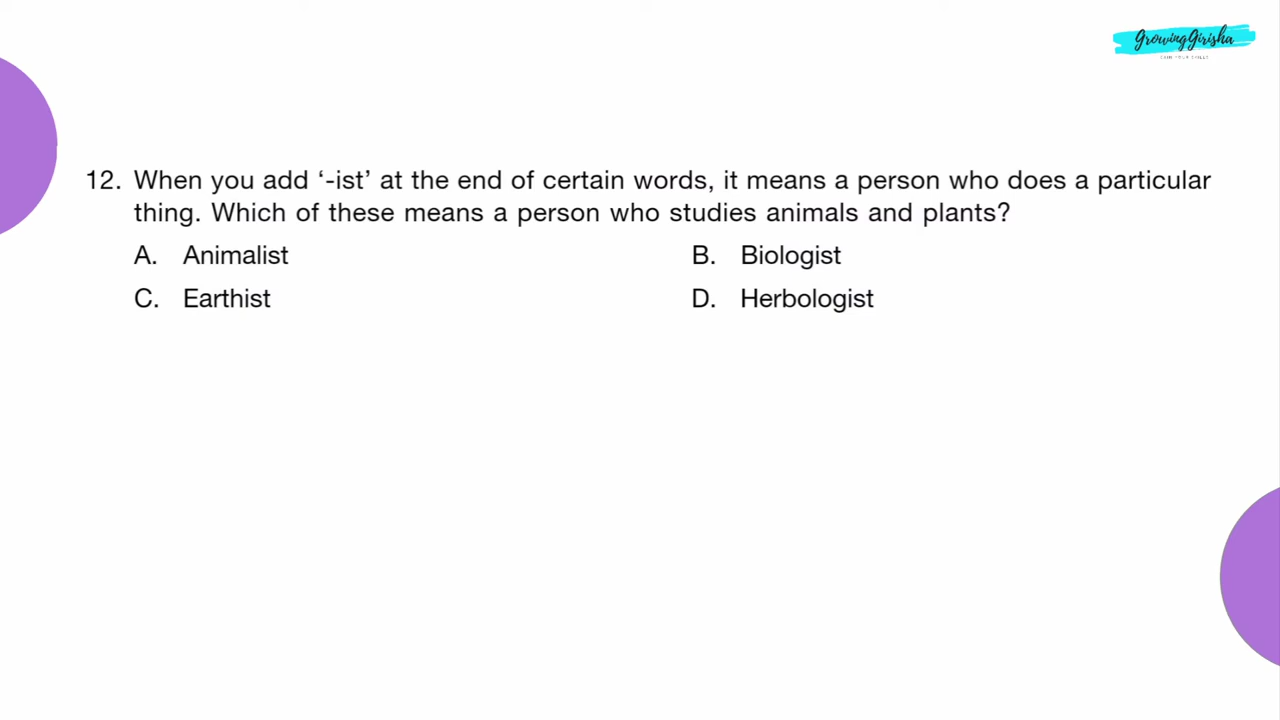 GrowingGirisha
12. When you add ‘-ist’ at the end of certain words, it means a person who does a particular
thing. Which of these means a person who studies animals and plants?
A. Animalist B. Biologist
C. Earthist D. Herbologist